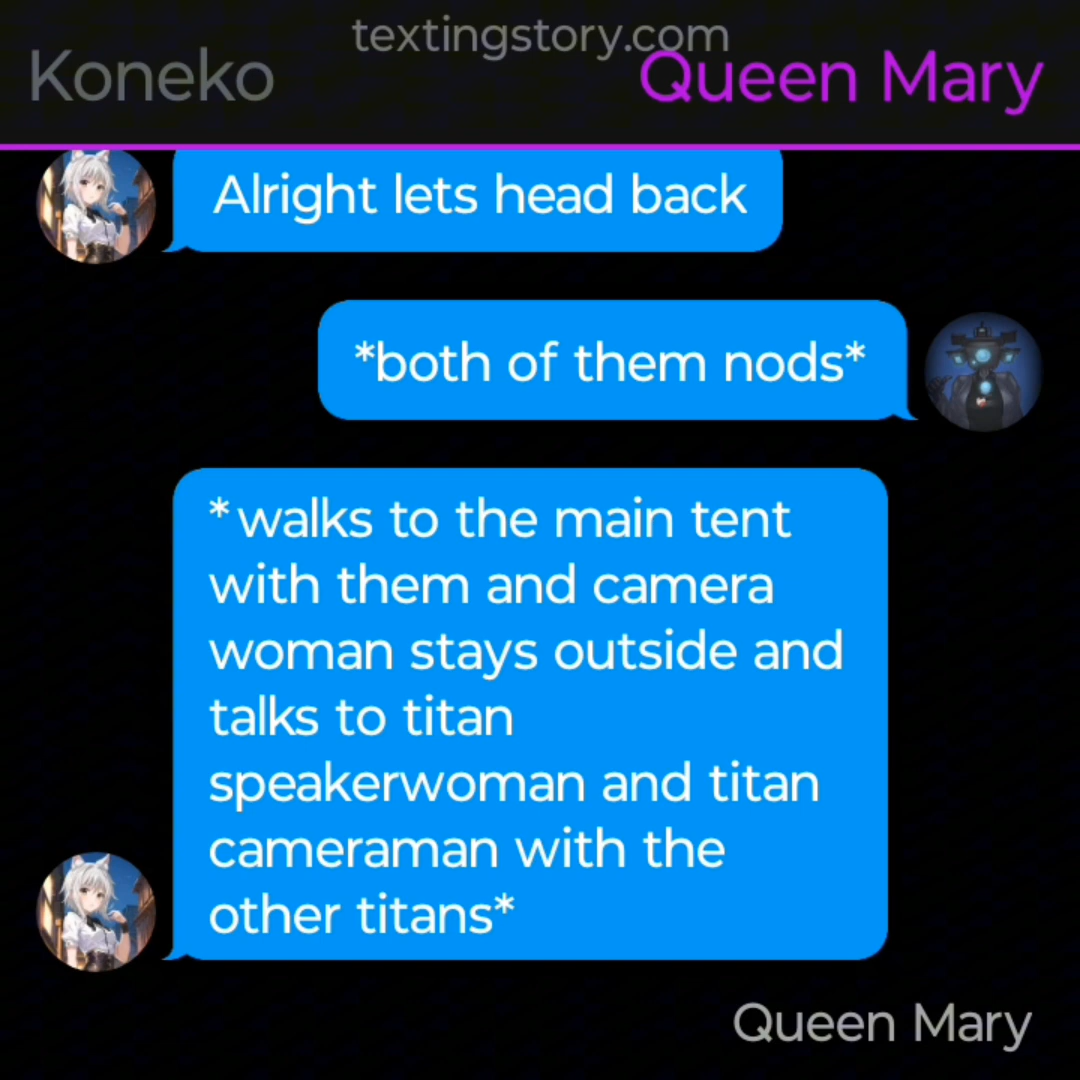 textingstory.com
Koneko
Queen Mary
Alright lets head back
*both of them nods*
*walks to the main tent
with them and camera
woman stays outside and
talks to titan
speakerwoman and titan
cameraman with the
other titans*
Queen Mary